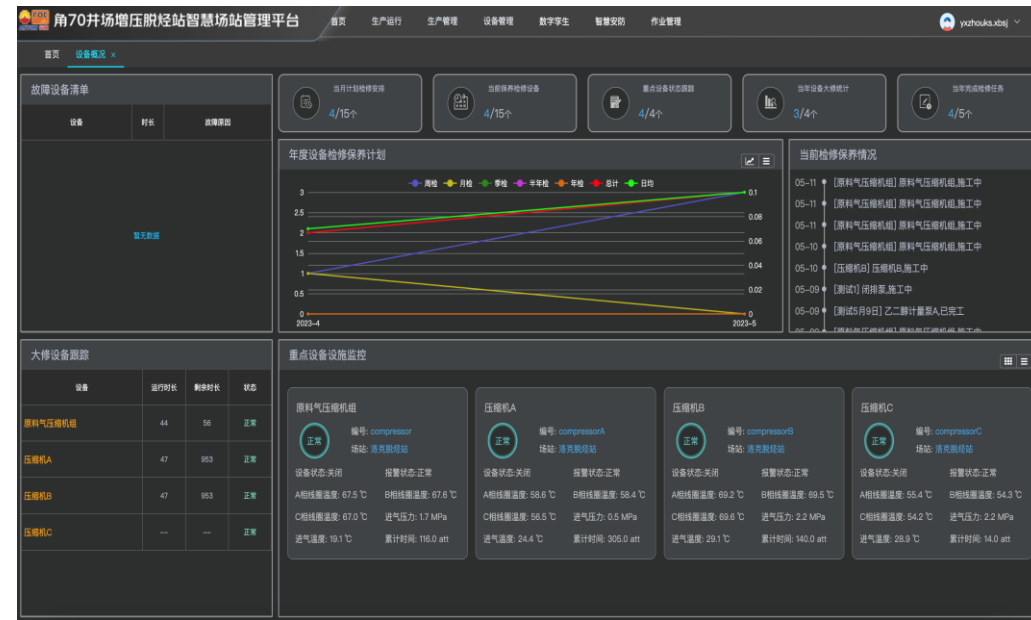 角70井场增压脱烃站智慧场站管理平台 首页 生产运行 生产管理 设备管理 数字孪生 智慧安防 作业管理 yxzhouks.xbsj
首页 设备概况 ×
故障设备清单
设备 时长 故障原因
暂无数据
当月计划检修安排
4/15个
当前保养检修设备
4/15个
重点设备状态跟踪
4/4个
当年设备大修统计
3/4个
当年完成检修任务
4/5个
年度设备检修保养计划
周检 月检 季检 半年检 年检 总计 日均
3 0.1
2.5 0.08
2 0.06
1.5
1 0.04
0.5 0.02
0 0
2023-4 2023-5
当前检修保养情况
05-11 [原料气压缩机组] 原料气压缩机组,施工中
05-11 [原料气压缩机组] 原料气压缩机组,施工中
05-11 [原料气压缩机组] 原料气压缩机组,施工中
05-10 [原料气压缩机组] 原料气压缩机组,施工中
05-10 [压缩机B] 压缩机B,施工中
05-09 [测试1] 闭排泵,施工中
05-09 [测试5月9日] 乙二醇计量泵A,已完工
大修设备跟踪
设备 运行时长 剩余时长 状态
原料气压缩机组 44 56 正常
压缩机A 47 953 正常
压缩机B 47 953 正常
压缩机C -- -- 正常
重点设备设施监控
原料气压缩机组
正常
编号: compressor
场站: 洛克脱烃站
设备状态:关闭 报警状态:正常
A相线圈温度: 67.5 ℃ B相线圈温度: 67.6 ℃
C相线圈温度: 67.0 ℃ 进气压力: 1.7 MPa
进气温度: 19.1 ℃ 累计时间: 116.0 att
压缩机A
正常
编号: compressorA
场站: 洛克脱烃站
设备状态:关闭 报警状态:正常
A相线圈温度: 58.6 ℃ B相线圈温度: 58.4 ℃
C相线圈温度: 56.5 ℃ 进气压力: 0.5 MPa
进气温度: 24.4 ℃ 累计时间: 305.0 att
压缩机B
正常
编号: compressorB
场站: 洛克脱烃站
设备状态:关闭 报警状态:正常
A相线圈温度: 69.2 ℃ B相线圈温度: 69.5 ℃
C相线圈温度: 69.6 ℃ 进气压力: 2.2 MPa
进气温度: 29.1 ℃ 累计时间: 140.0 att
压缩机C
正常
编号: compressorC
场站: 洛克脱烃站
设备状态:关闭 报警状态:正常
A相线圈温度: 55.4 ℃ B相线圈温度: 54.3 ℃
C相线圈温度: 54.2 ℃ 进气压力: 2.2 MPa
进气温度: 28.9 ℃ 累计时间: 14.0 att